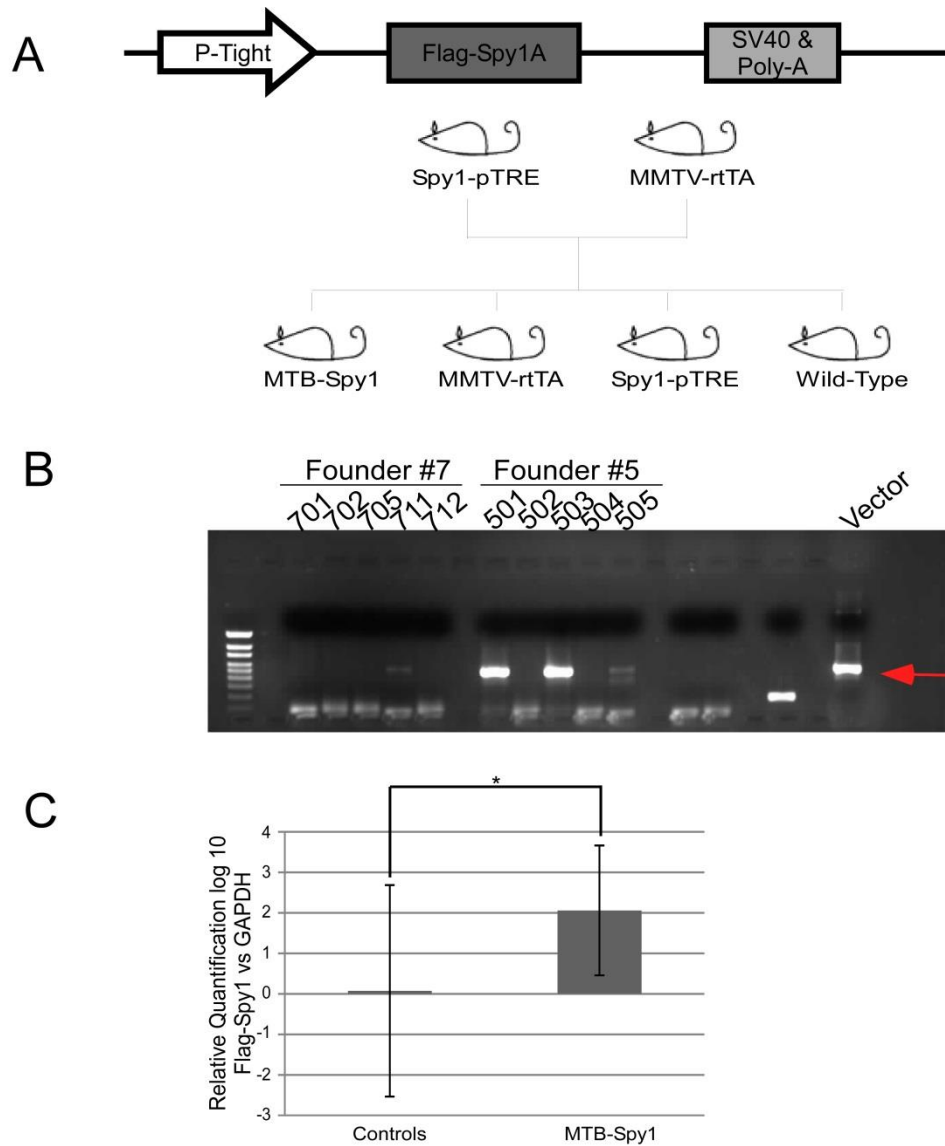 A
P-Tight
Flag-Spy1A
SV40 &
Poly-A
Spy1-pTRE
MMTV-rtTA
MTB-Spy1
MMTV-rtTA
Spy1-pTRE
Wild-Type
B
Founder #7
Founder #5
701
702
705
711
712
501
502
503
504
505
Vector
C
*
Relative Quantification log 10
Flag-Spy1 vs GAPDH
4
3
2
1
0
-1
-2
-3
Controls
MTB-Spy1